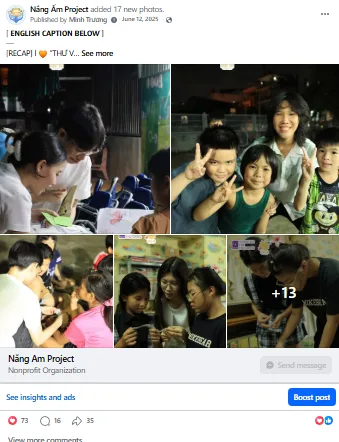 Nắng Ấm Project added 17 new photos.
Published by Minh Trương · June 12, 2025 ·
[ ENGLISH CAPTION BELOW ]
—
[RECAP] | 🧡 "THƯ V... See more
+13
Nắng Ấm Project
Nonprofit Organization
Send message
See insights and ads
Boost post
73
16
35
View more comments